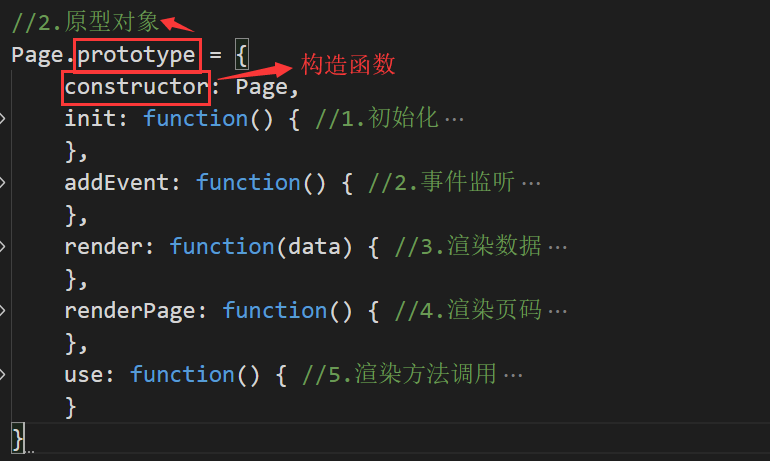 //2.原型对象
Page.prototype = {
constructor: Page,
构造函数
init: function() { //1.初始化…
},
addEvent: function() { //2.事件监听…
},
render: function(data) { //3.渲染数据…
},
renderPage: function() { //4.渲染页码…
},
use: function() { //5.渲染方法调用…
}
}…